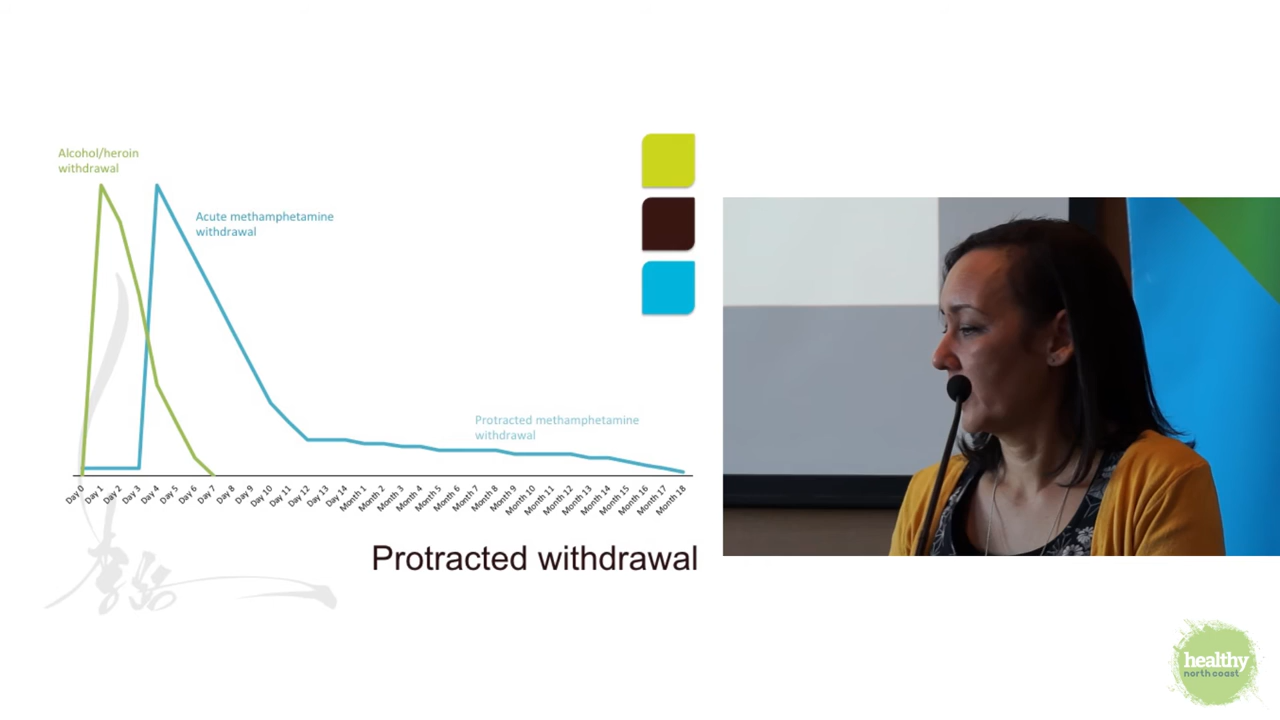 Alcohol/heroin
withdrawal
Acute methamphetamine
withdrawal
Protracted methamphetamine
withdrawal
Day 0
Day 1
Day 2
Day 3
Day 4
Day 5
Day 6
Day 7
Day 8
Day 9
Day 10
Day 11
Day 12
Day 13
Day 14
Month 1
Month 2
Month 3
Month 4
Month 5
Month 6
Month 7
Month 8
Month 9
Month 10
Month 11
Month 12
Month 13
Month 14
Month 15
Month 16
Month 17
Month 18
Protracted withdrawal
healthy
north coast